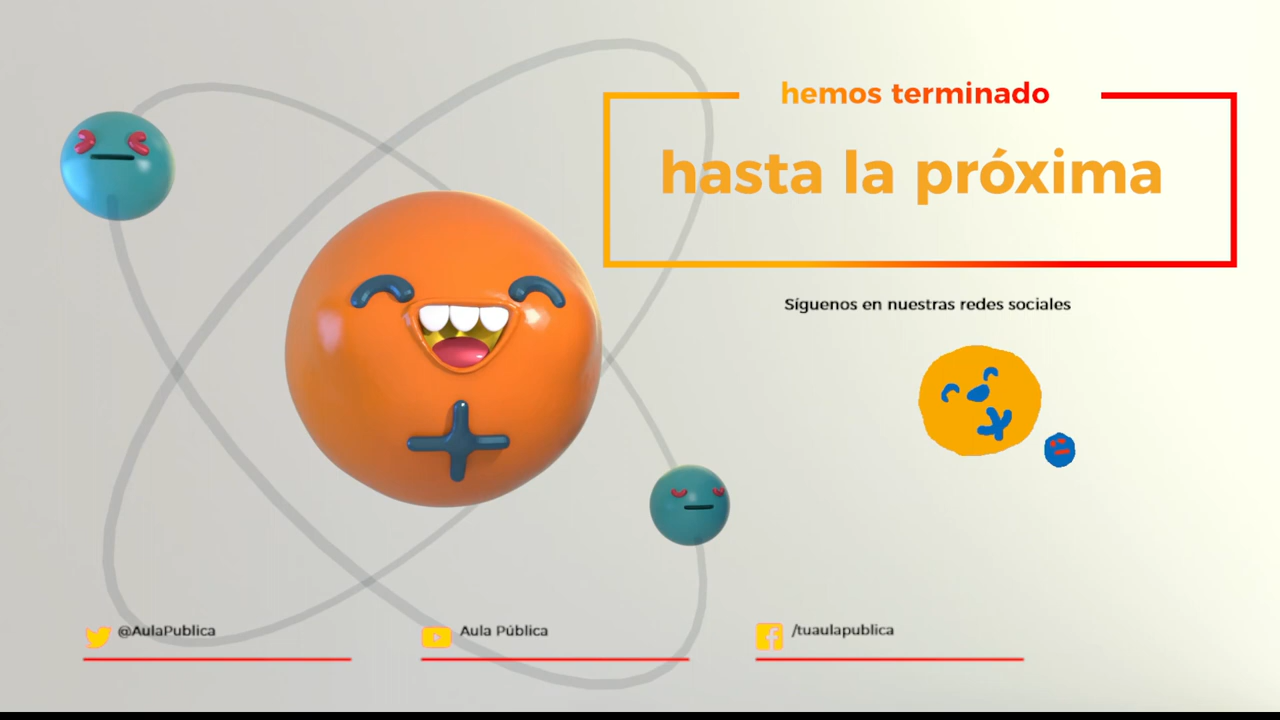 hemos terminado
hasta la próxima
Síguenos en nuestras redes sociales
@AulaPublica
Aula Pública
/tuaulapublica